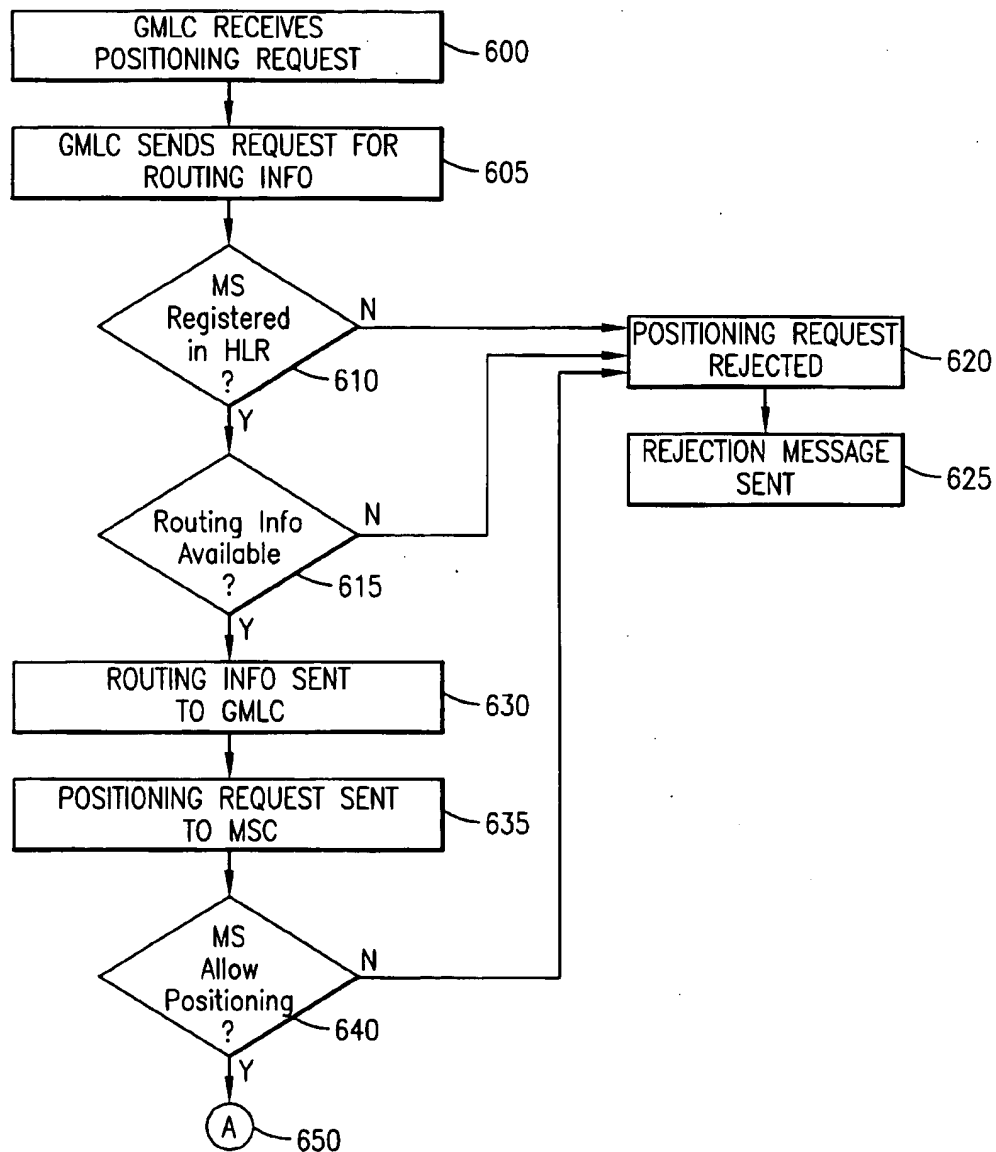 GMLC RECEIVES
POSITIONING REQUEST
600
GMLC SENDS REQUEST FOR
ROUTING INFO
605
MS
Registered
in HLR
?
610
N
Y
POSITIONING REQUEST
REJECTED
620
REJECTION MESSAGE
SENT
625
Routing Info
Available
?
615
N
Y
ROUTING INFO SENT
TO GMLC
630
POSITIONING REQUEST SENT
TO MSC
635
MS
Allow
Positioning
?
640
N
Y
A
650